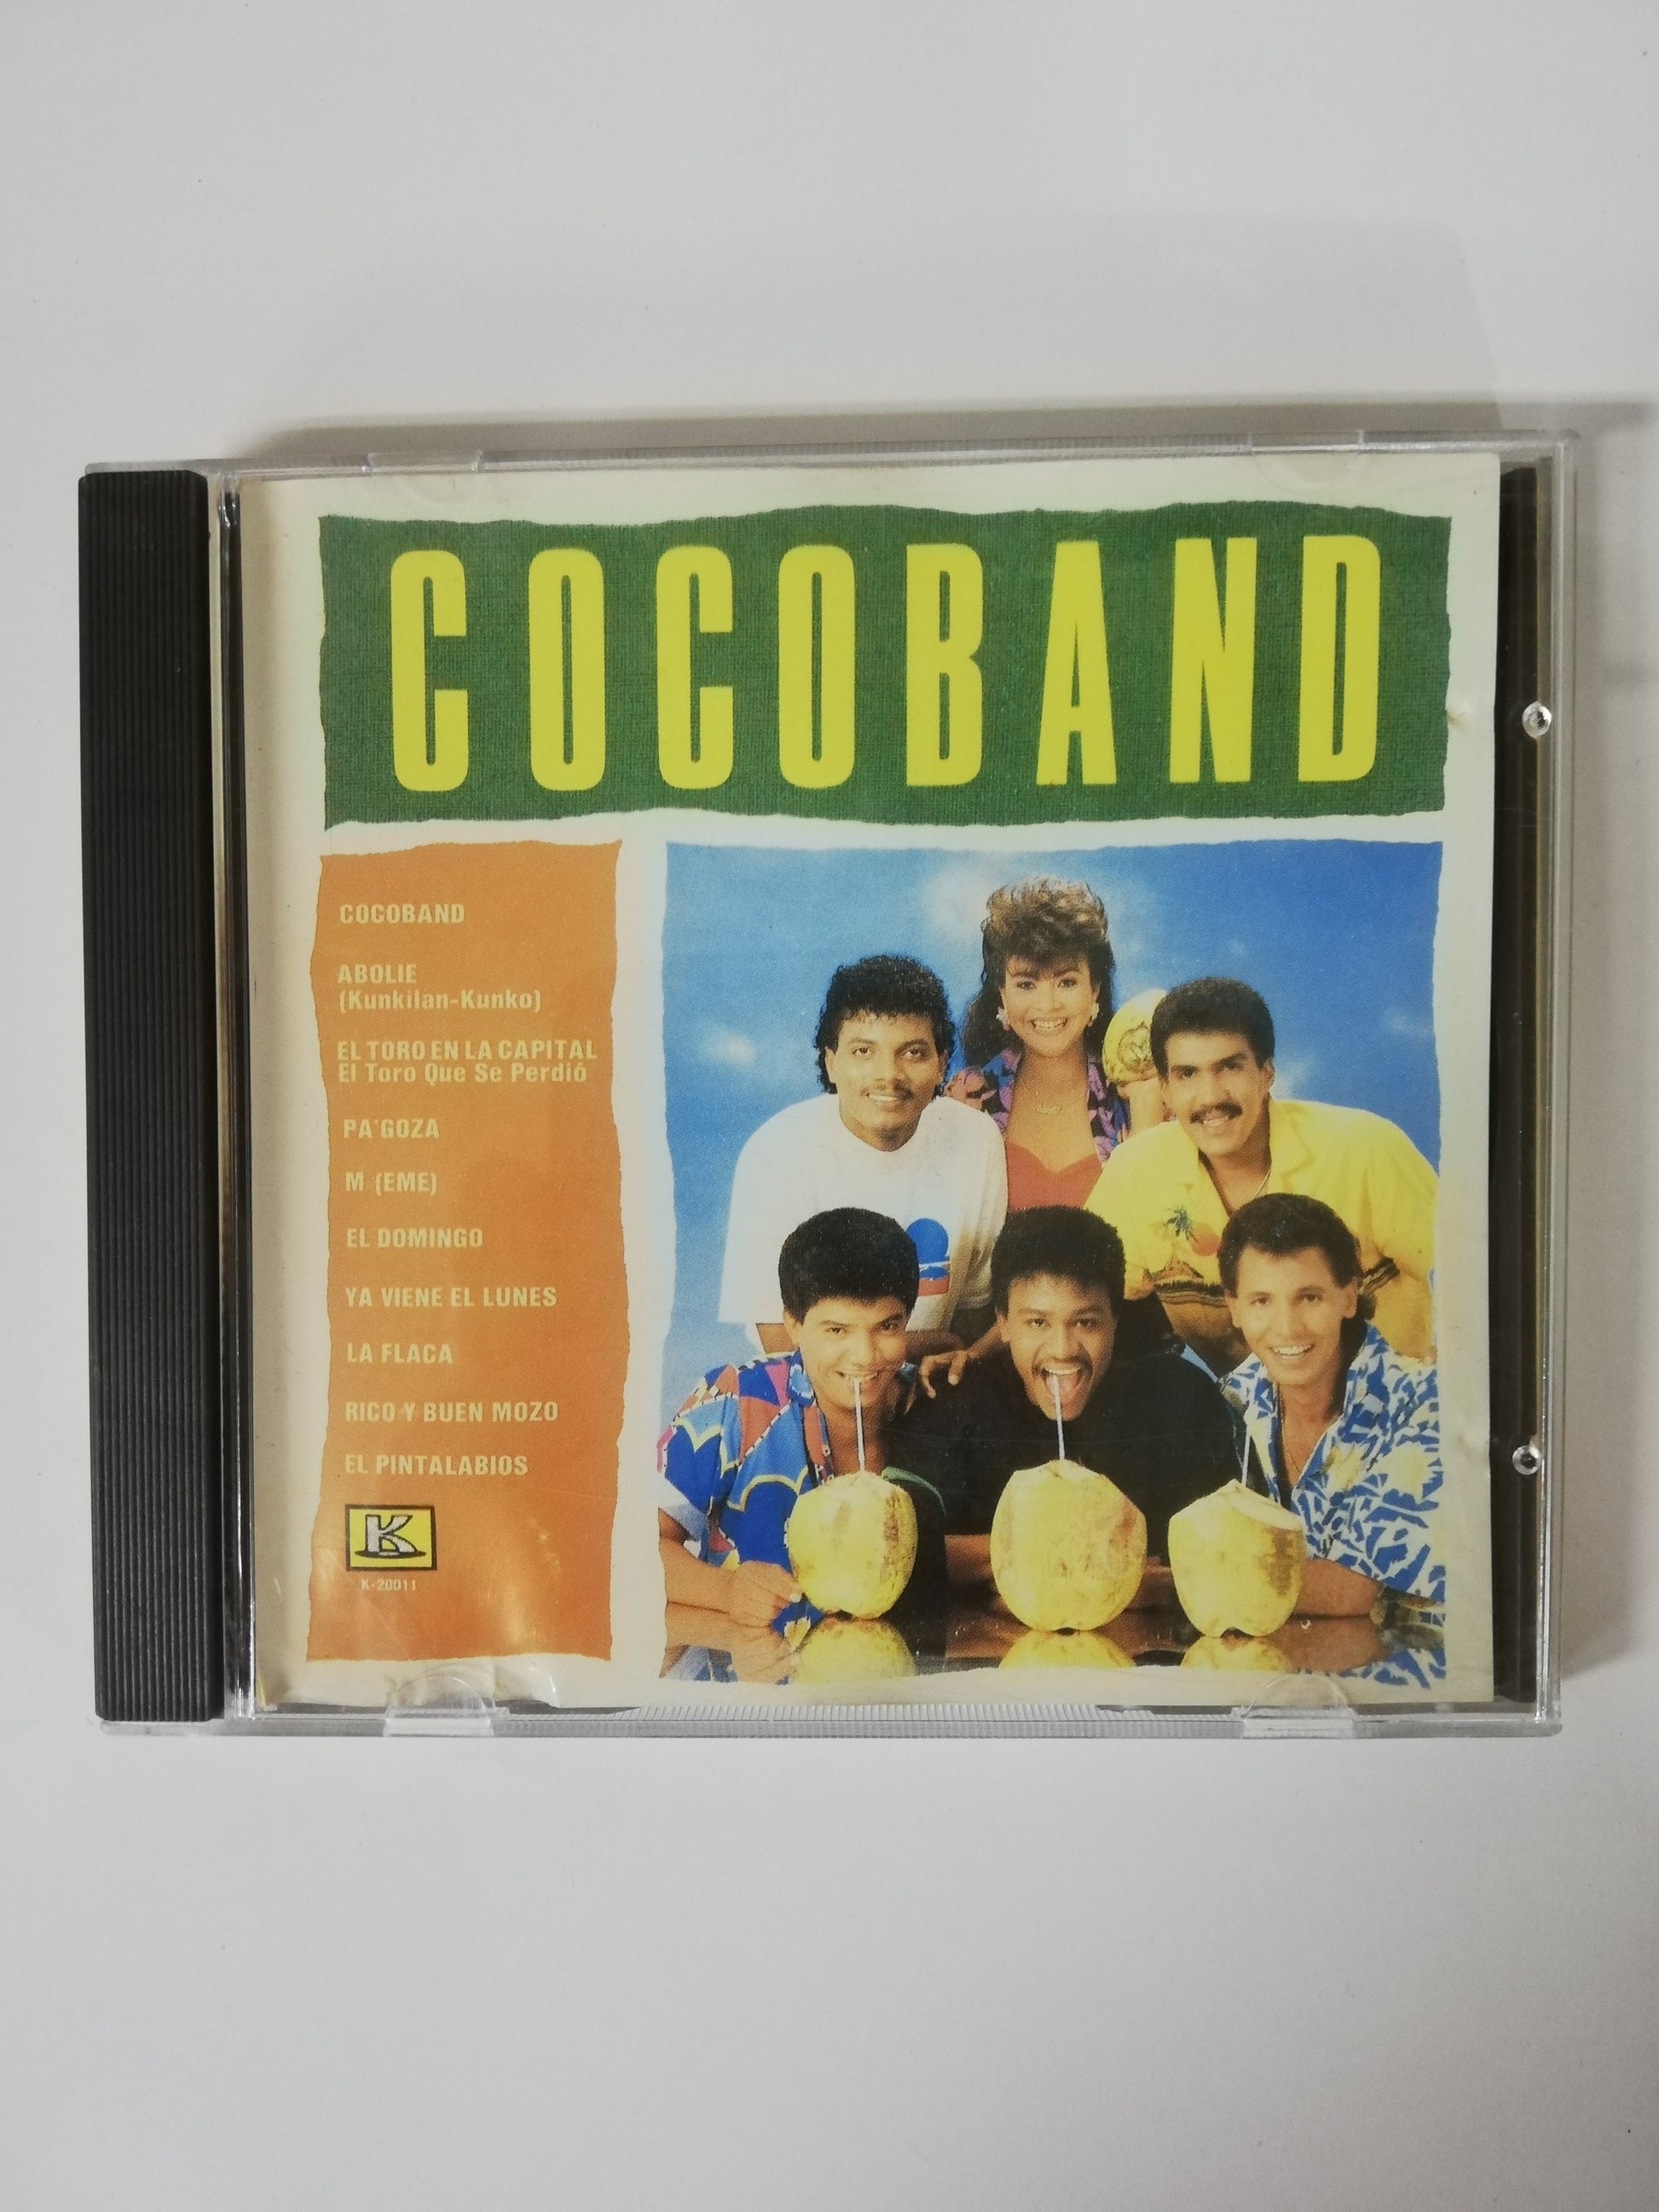 COCOBAND
COCOBAND
ABOLIE
(Kunkilan-Kunko)
EL TORO EN LA CAPITAL
El Toro Que Se Perdió
PA'GOZA
M (EME)
EL DOMINGO
YA VIENE EL LUNES
LA FLACA
RICO Y BUEN MOZO
EL PINTALABIOS
K
K-20011